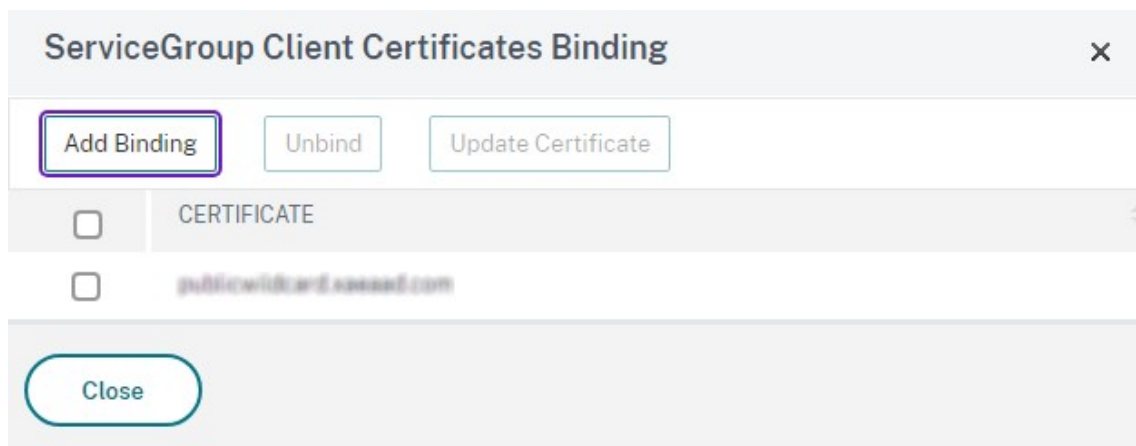 ServiceGroup Client Certificates Binding
Add Binding Unbind Update Certificate
CERTIFICATE
Close